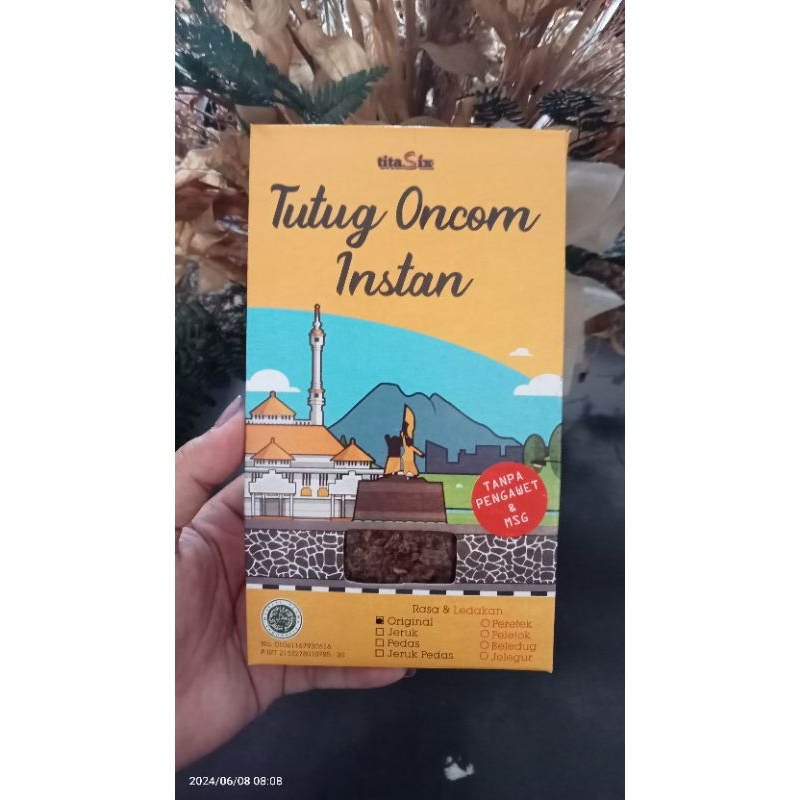 titaSix
Tutug Oncom
Instan
TANPA
PENGAWET
&
MSG
Rasa & Ledakan
Original
Jeruk
Pedas
Jeruk Pedas
Peretek
Peletok
Beledug
Jelegur
2024/06/08 08:08